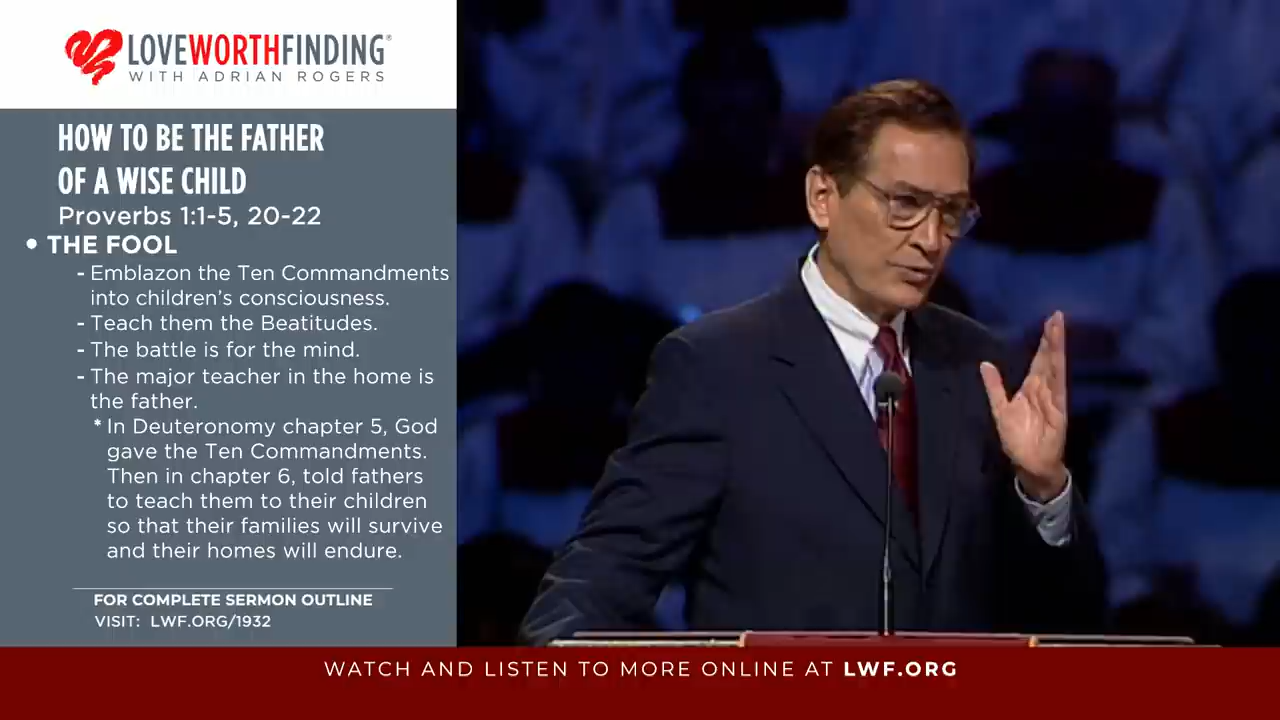 LOVEWORTHFINDING®
WITH ADRIAN ROGERS
HOW TO BE THE FATHER
OF A WISE CHILD
Proverbs 1:1-5, 20-22
• THE FOOL
- Emblazon the Ten Commandments
into children's consciousness.
- Teach them the Beatitudes.
- The battle is for the mind.
- The major teacher in the home is
the father.
* In Deuteronomy chapter 5, God
gave the Ten Commandments.
Then in chapter 6, told fathers
to teach them to their children
so that their families will survive
and their homes will endure.
FOR COMPLETE SERMON OUTLINE
VISIT: LWF.ORG/1932
WATCH AND LISTEN TO MORE ONLINE AT LWF.ORG